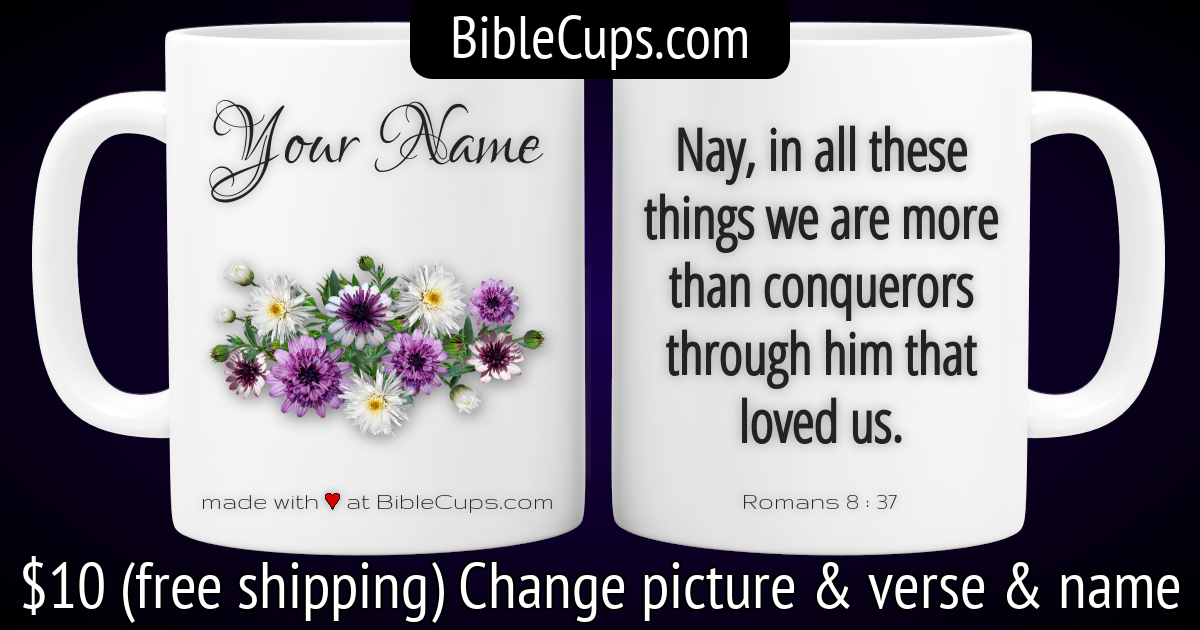 BibleCups.com
Your Name
made with ♥ at BibleCups.com
Nay, in all these
things we are more
than conquerors
through him that
loved us.
Romans 8 : 37
$10 (free shipping) Change picture & verse & name